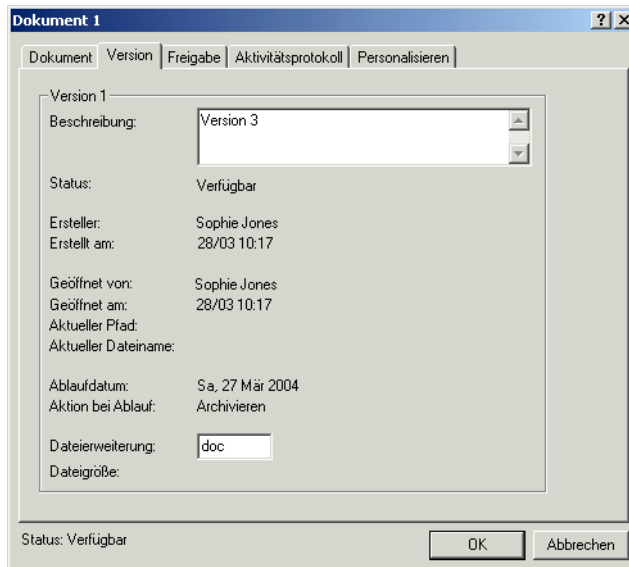 Dokument 1
Dokument Version Freigabe Aktivitätsprotokoll Personalisieren
Version 1
Beschreibung: Version 3
Status: Verfügbar
Ersteller: Sophie Jones
Erstellt am: 28/03 10:17
Geöffnet von: Sophie Jones
Geöffnet am: 28/03 10:17
Aktueller Pfad:
Aktueller Dateiname:
Ablaufdatum: Sa, 27 Mär 2004
Aktion bei Ablauf: Archivieren
Dateierweiterung: doc
Dateigröße:
Status: Verfügbar OK Abbrechen